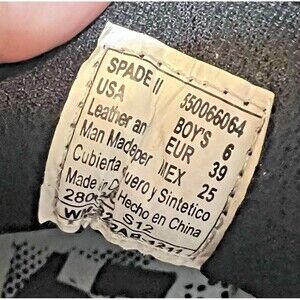 SPADE II 550066064
USA BOY'S 6
Leather an EUR 39
Man Madeper MEX 25
Cubierta Cuero y Sintetico
Made Hecho en China
S12